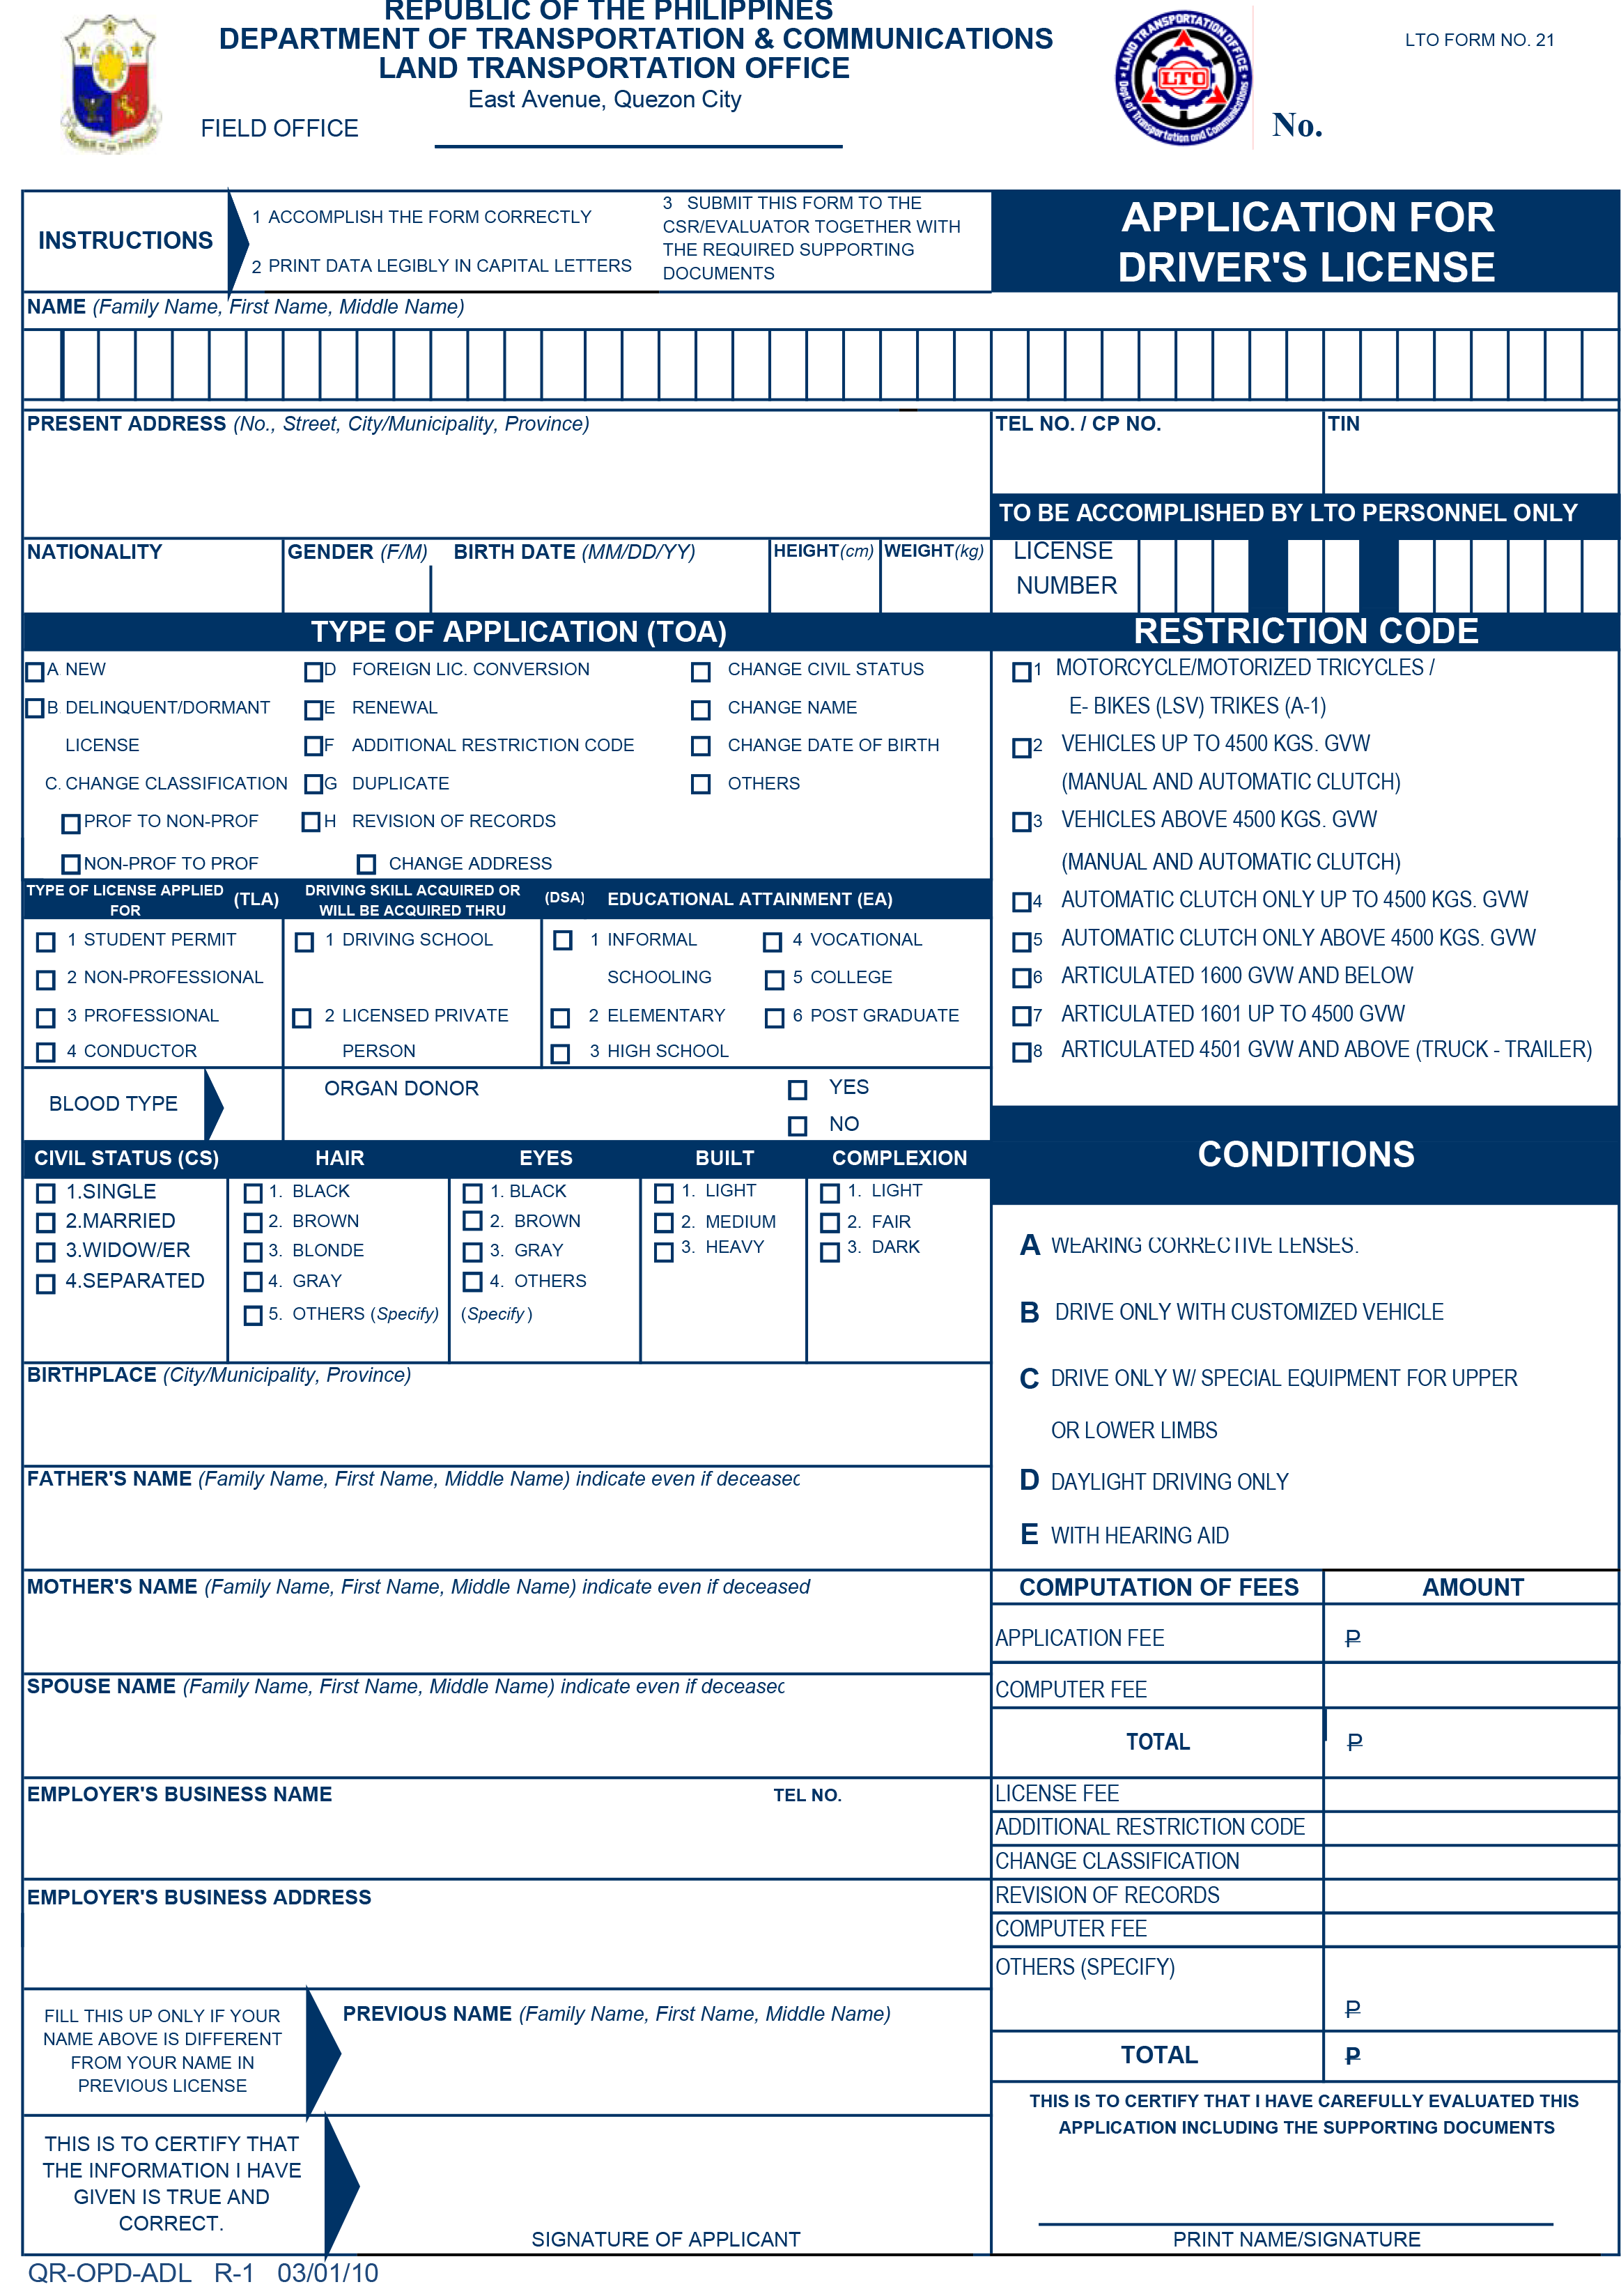 REPUBLIC OF THE PHILIPPINES
DEPARTMENT OF TRANSPORTATION & COMMUNICATIONS
LAND TRANSPORTATION OFFICE
East Avenue, Quezon City
FIELD OFFICE
LAND TRANSPORTATION OFFICE
LTO
Dept. of Transportation and Communications
LTO FORM NO. 21
No.
INSTRUCTIONS
1 ACCOMPLISH THE FORM CORRECTLY
2 PRINT DATA LEGIBLY IN CAPITAL LETTERS
3 SUBMIT THIS FORM TO THE
CSR/EVALUATOR TOGETHER WITH
THE REQUIRED SUPPORTING
DOCUMENTS
APPLICATION FOR
DRIVER'S LICENSE
NAME (Family Name, First Name, Middle Name)
PRESENT ADDRESS (No., Street, City/Municipality, Province)
TEL NO. / CP NO.
TIN
TO BE ACCOMPLISHED BY LTO PERSONNEL ONLY
NATIONALITY
GENDER (F/M)
BIRTH DATE (MM/DD/YY)
HEIGHT(cm)
WEIGHT(kg)
LICENSE
NUMBER
TYPE OF APPLICATION (TOA)
A NEW
B DELINQUENT/DORMANT
LICENSE
C. CHANGE CLASSIFICATION
PROF TO NON-PROF
NON-PROF TO PROF
D FOREIGN LIC. CONVERSION
E RENEWAL
F ADDITIONAL RESTRICTION CODE
G DUPLICATE
H REVISION OF RECORDS
CHANGE ADDRESS
CHANGE CIVIL STATUS
CHANGE NAME
CHANGE DATE OF BIRTH
OTHERS
RESTRICTION CODE
1 MOTORCYCLE/MOTORIZED TRICYCLES /
E- BIKES (LSV) TRIKES (A-1)
2 VEHICLES UP TO 4500 KGS. GVW
(MANUAL AND AUTOMATIC CLUTCH)
3 VEHICLES ABOVE 4500 KGS. GVW
(MANUAL AND AUTOMATIC CLUTCH)
4 AUTOMATIC CLUTCH ONLY UP TO 4500 KGS. GVW
5 AUTOMATIC CLUTCH ONLY ABOVE 4500 KGS. GVW
6 ARTICULATED 1600 GVW AND BELOW
7 ARTICULATED 1601 UP TO 4500 GVW
8 ARTICULATED 4501 GVW AND ABOVE (TRUCK - TRAILER)
TYPE OF LICENSE APPLIED
FOR
(TLA)
1 STUDENT PERMIT
2 NON-PROFESSIONAL
3 PROFESSIONAL
4 CONDUCTOR
DRIVING SKILL ACQUIRED OR
WILL BE ACQUIRED THRU
(DSA)
1 DRIVING SCHOOL
2 LICENSED PRIVATE
PERSON
EDUCATIONAL ATTAINMENT (EA)
1 INFORMAL
SCHOOLING
2 ELEMENTARY
3 HIGH SCHOOL
4 VOCATIONAL
5 COLLEGE
6 POST GRADUATE
BLOOD TYPE
ORGAN DONOR
YES
NO
CIVIL STATUS (CS)
1.SINGLE
2.MARRIED
3.WIDOW/ER
4.SEPARATED
HAIR
1. BLACK
2. BROWN
3. BLONDE
4. GRAY
5. OTHERS (Specify)
EYES
1. BLACK
2. BROWN
3. GRAY
4. OTHERS
(Specify)
BUILT
1. LIGHT
2. MEDIUM
3. HEAVY
COMPLEXION
1. LIGHT
2. FAIR
3. DARK
CONDITIONS
A WEARING CORRECTIVE LENSES.
B DRIVE ONLY WITH CUSTOMIZED VEHICLE
C DRIVE ONLY W/ SPECIAL EQUIPMENT FOR UPPER
OR LOWER LIMBS
D DAYLIGHT DRIVING ONLY
E WITH HEARING AID
BIRTHPLACE (City/Municipality, Province)
FATHER'S NAME (Family Name, First Name, Middle Name) indicate even if deceased
MOTHER'S NAME (Family Name, First Name, Middle Name) indicate even if deceased
SPOUSE NAME (Family Name, First Name, Middle Name) indicate even if deceased
EMPLOYER'S BUSINESS NAME
TEL NO.
EMPLOYER'S BUSINESS ADDRESS
COMPUTATION OF FEES
AMOUNT
APPLICATION FEE ₱
COMPUTER FEE
TOTAL ₱
LICENSE FEE
ADDITIONAL RESTRICTION CODE
CHANGE CLASSIFICATION
REVISION OF RECORDS
COMPUTER FEE
OTHERS (SPECIFY)
₱
TOTAL ₱
FILL THIS UP ONLY IF YOUR
NAME ABOVE IS DIFFERENT
FROM YOUR NAME IN
PREVIOUS LICENSE
PREVIOUS NAME (Family Name, First Name, Middle Name)
THIS IS TO CERTIFY THAT
THE INFORMATION I HAVE
GIVEN IS TRUE AND
CORRECT.
SIGNATURE OF APPLICANT
THIS IS TO CERTIFY THAT I HAVE CAREFULLY EVALUATED THIS
APPLICATION INCLUDING THE SUPPORTING DOCUMENTS
PRINT NAME/SIGNATURE
QR-OPD-ADL R-1 03/01/10